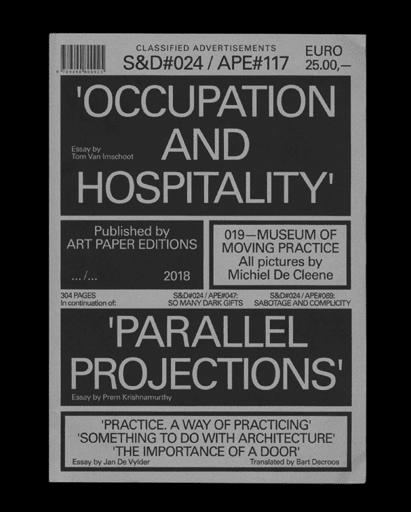 CLASSIFIED ADVERTISEMENTS
S&D#024 / APE#117
EURO
25.00,—
'OCCUPATION
AND
HOSPITALITY'
Essay by
Tom Van Imschoot
Published by
ART PAPER EDITIONS
... /...
2018
019—MUSEUM OF
MOVING PRACTICE
All pictures by
Michiel De Cleene
304 PAGES
In continuation of:
S&D#024 / APE#047:
SO MANY DARK GIFTS
S&D#024 / APE#069:
SABOTAGE AND COMPLICITY
'PARALLEL
PROJECTIONS'
Essay by Prem Krishnamurthy
'PRACTICE. A WAY OF PRACTICING'
'SOMETHING TO DO WITH ARCHITECTURE'
'THE IMPORTANCE OF A DOOR'
Essay by Jan De Vylder
Translated by Bart Decroos